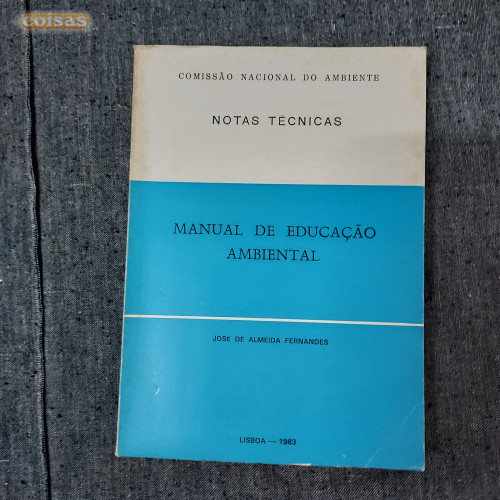 coisas
COMISSÃO NACIONAL DO AMBIENTE
NOTAS TÉCNICAS
MANUAL DE EDUCAÇÃO
AMBIENTAL
JOSÉ DE ALMEIDA FERNANDES
LISBOA — 1983